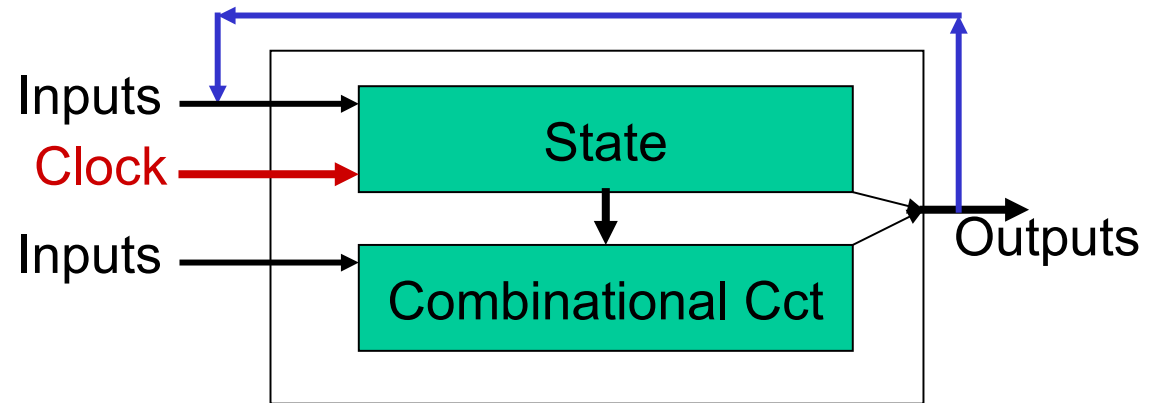 Inputs
State
Clock
Inputs
Outputs
Combinational Cct